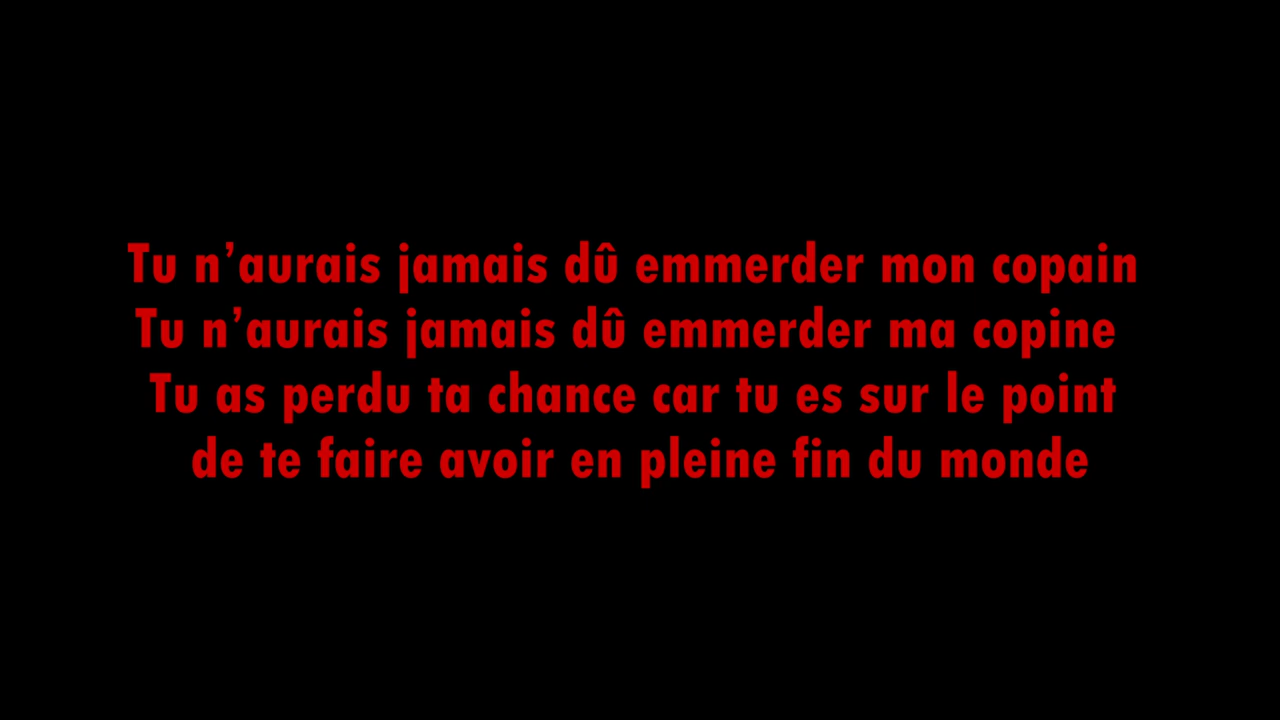 Tu n’aurais jamais dû emmerder mon copain
Tu n’aurais jamais dû emmerder ma copine
Tu as perdu ta chance car tu es sur le point
de te faire avoir en pleine fin du monde